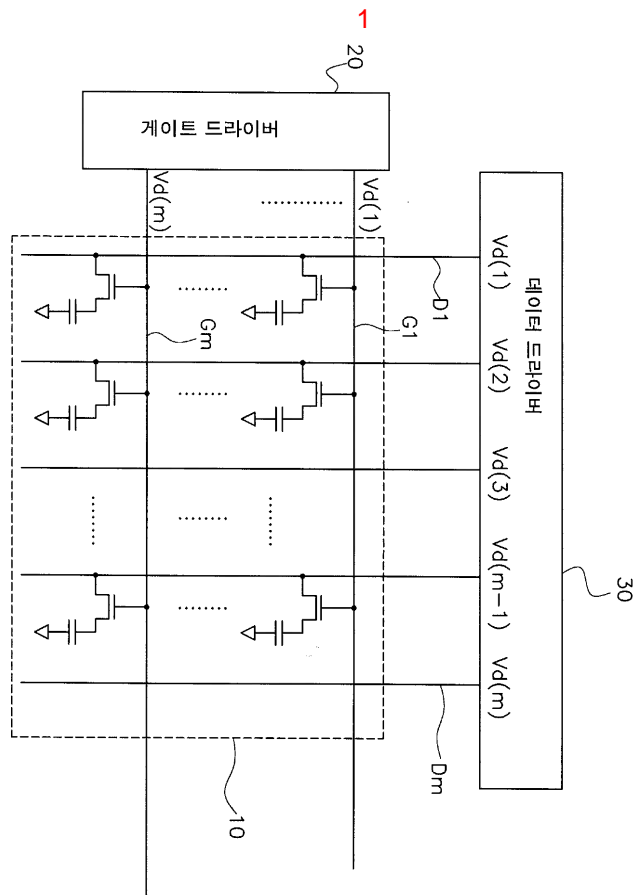 1
20
게이트 드라이버
Vd(m)
Vd(1)
30
데이터 드라이버
Vd(1)
Vd(2)
Vd(3)
Vd(m-1)
Vd(m)
D1
G1
Gm
Dm
10